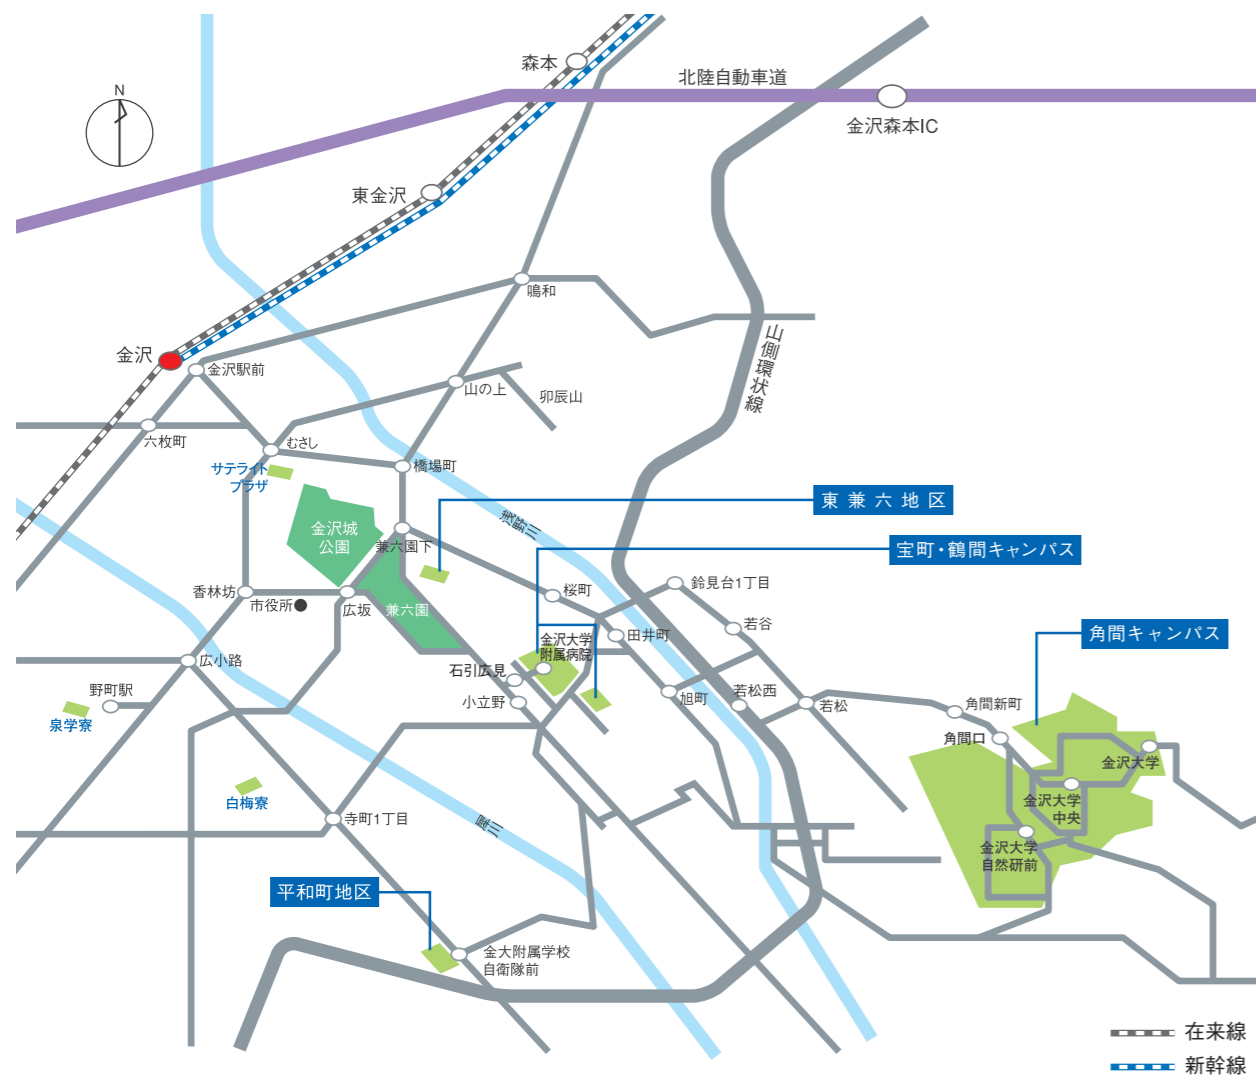 森本
北陸自動車道
N
金沢森本IC
東金沢
鳴和
山側環状線
金沢
金沢駅前
山の上
卯辰山
六枚町
むさし
橋場町
サテライト
プラザ
東兼六地区
金沢城
公園
浅野川
兼六園下
宝町・鶴間キャンパス
鈴見台1丁目
香林坊
市役所
広坂
兼六園
桜町
若谷
田井町
角間キャンパス
金沢大学
附属病院
広小路
石引広見
野町駅
小立野
旭町
若松西
若松
角間新町
泉学寮
角間口
金沢大学
白梅寮
金沢大学
中央
寺町1丁目
犀川
金沢大学
自然研前
平和町地区
金大附属学校
自衛隊前
在来線
新幹線